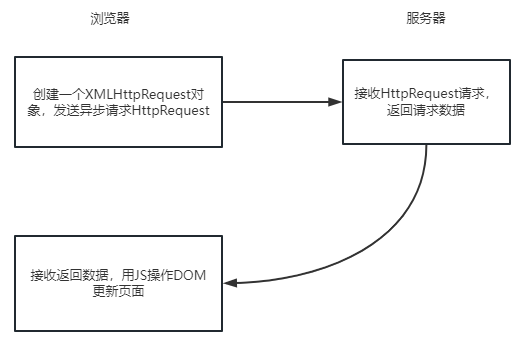 浏览器
服务器
创建一个XMLHttpRequest对
象，发送异步请求HttpRequest
接收HttpRequest请求，
返回请求数据
接收返回数据，用JS操作DOM
更新页面